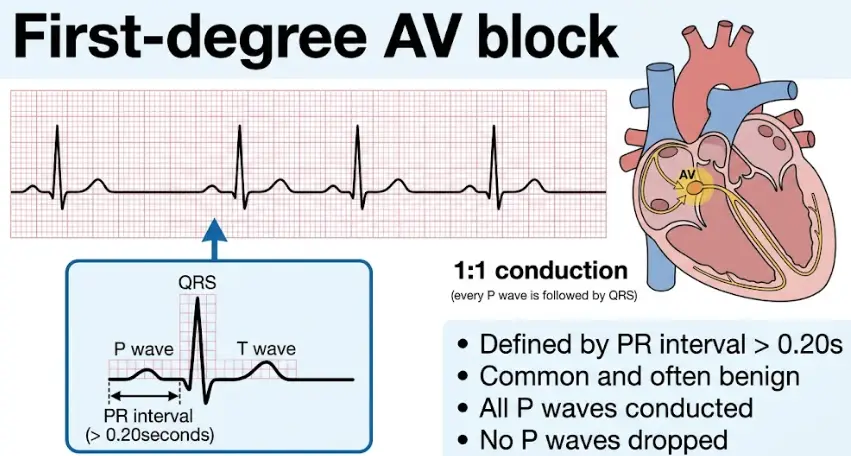 First-degree AV block
AV
1:1 conduction
(every P wave is followed by QRS)
QRS
P wave
T wave
PR interval
(> 0.20seconds)
• Defined by PR interval > 0.20s
• Common and often benign
• All P waves conducted
• No P waves dropped